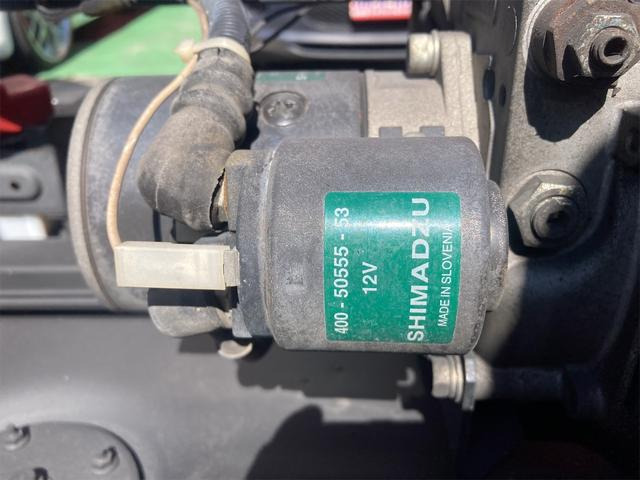 400 - 50555 - 53
12V
SHIMADZU
MADE IN SLOVENIA